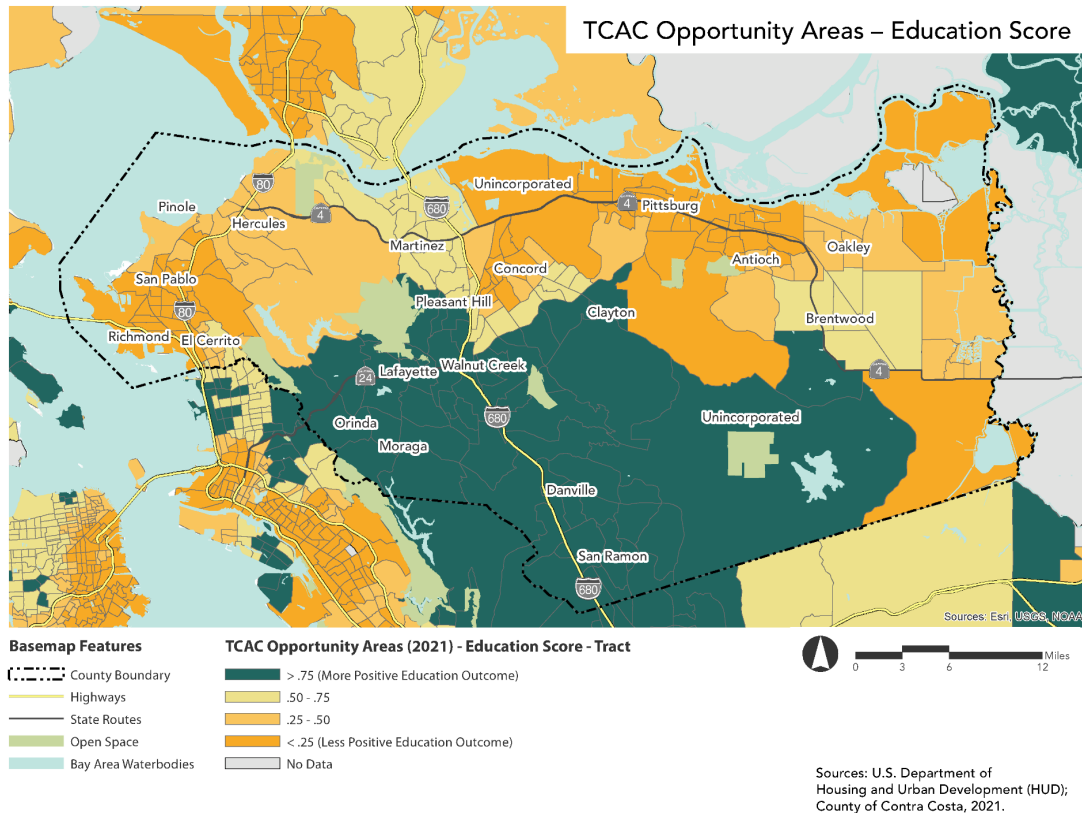 TCAC Opportunity Areas – Education Score
80
Unincorporated
4
Pittsburg
Pinole
680
4
Hercules
Martinez
Oakley
Antioch
Concord
San Pablo
Pleasant Hill
80
Clayton
Brentwood
Richmond
El Cerrito
Walnut Creek
24
Lafayette
4
680
Unincorporated
Orinda
Moraga
Danville
San Ramon
680
Sources: Esri, USGS, NOAA
Basemap Features
County Boundary
Highways
State Routes
Open Space
Bay Area Waterbodies
TCAC Opportunity Areas (2021) - Education Score - Tract
> .75 (More Positive Education Outcome)
.50 - .75
.25 - .50
< .25 (Less Positive Education Outcome)
No Data
Miles
0 3 6 12
Sources: U.S. Department of
Housing and Urban Development (HUD);
County of Contra Costa, 2021.